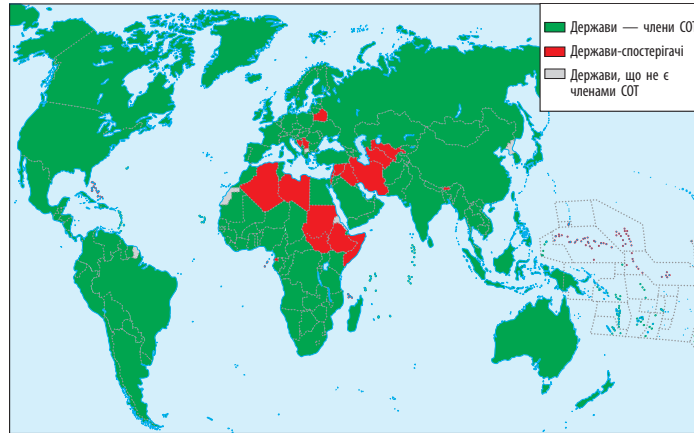 Держави — члени СОТ
Держави-спостерігачі
Держави, що не є
членами СОТ